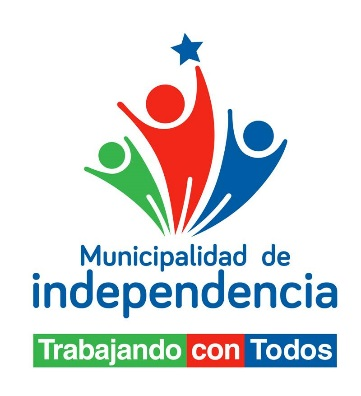 Municipalidad de
independencia
Trabajando con Todos